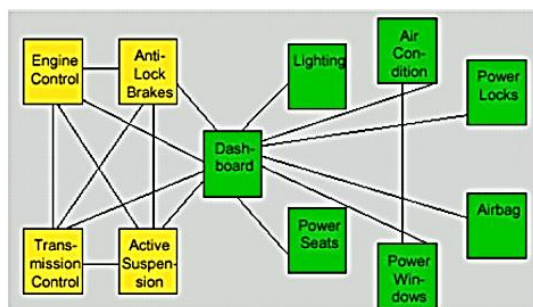 Engine
Control
Anti-
Lock
Brakes
Lighting
Air
Con-
dition
Power
Locks
Dash-
board
Trans-
mission
Control
Active
Suspen-
sion
Power
Seats
Power
Win-
dows
Airbag